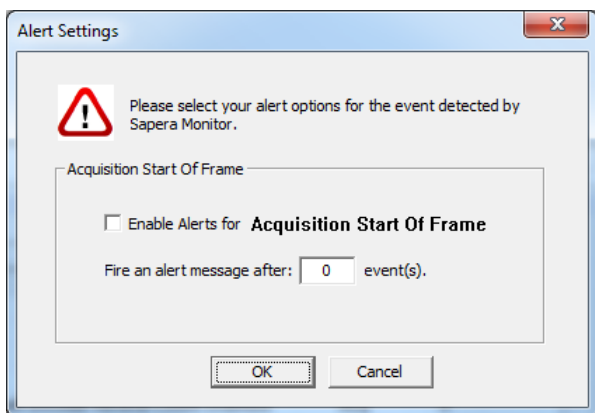 Alert Settings
Please select your alert options for the event detected by
Sapera Monitor.
Acquisition Start Of Frame
Enable Alerts for Acquisition Start Of Frame
Fire an alert message after: 0 event(s).
OK Cancel